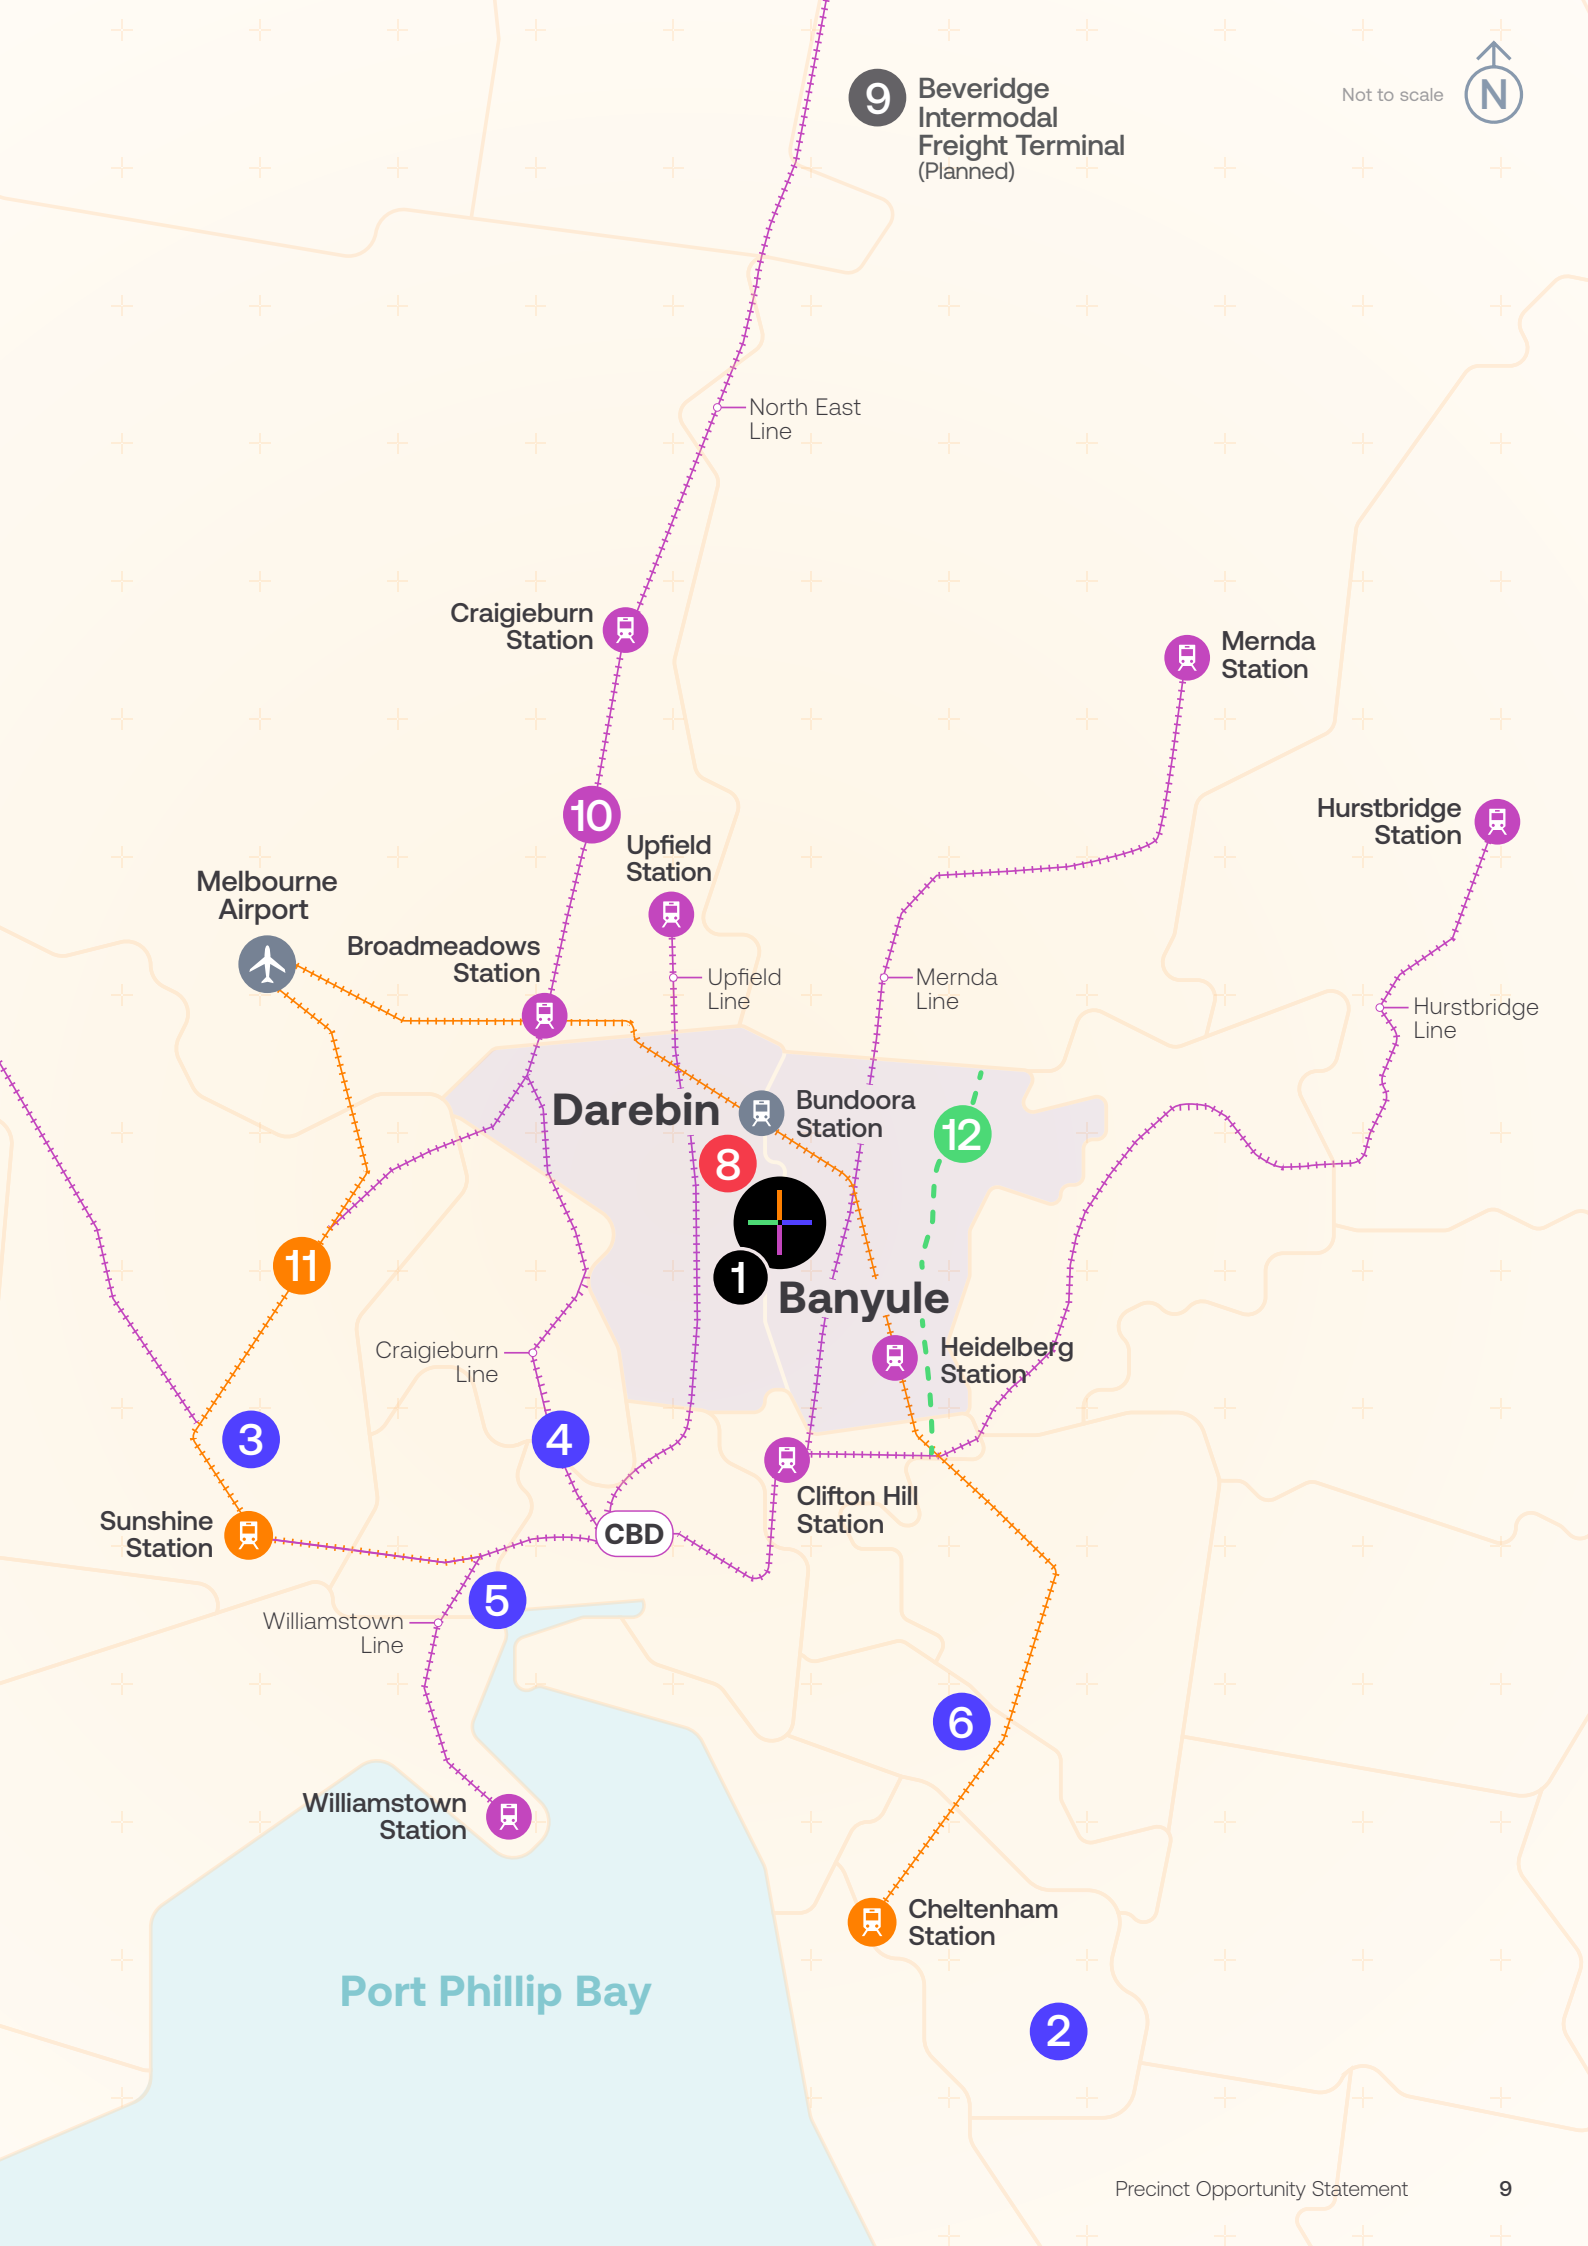 9
Beveridge
Intermodal
Freight Terminal
(Planned)
Not to scale
N
North East
Line
Craigieburn
Station
Mernda
Station
10
Hurstbridge
Station
Upfield
Station
Melbourne
Airport
Broadmeadows
Station
Upfield
Line
Mernda
Line
Hurstbridge
Line
Darebin
Bundoora
Station
12
8
11
1
Banyule
Craigieburn
Line
Heidelberg
Station
3
4
Clifton Hill
Station
Sunshine
Station
CBD
5
Williamstown
Line
6
Williamstown
Station
Cheltenham
Station
Port Phillip Bay
2
Precinct Opportunity Statement
9